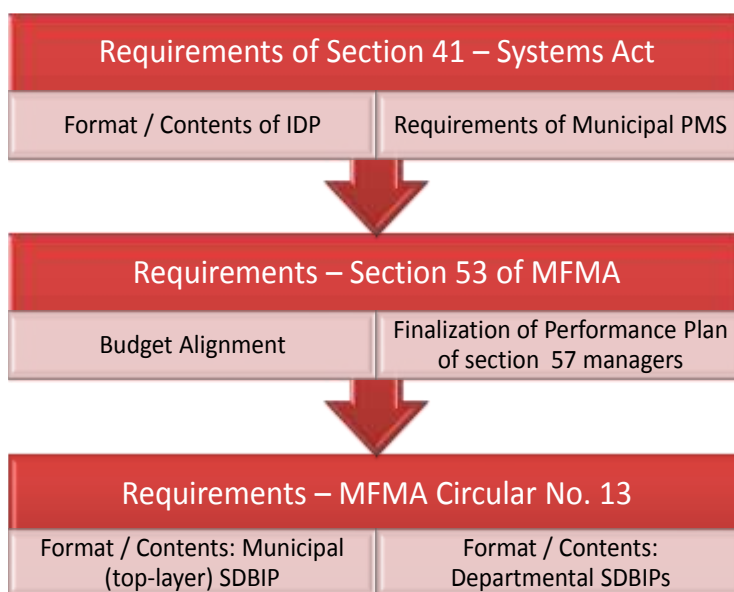 Requirements of Section 41 – Systems Act
Format / Contents of IDP
Requirements of Municipal PMS
Requirements – Section 53 of MFMA
Budget Alignment
Finalization of Performance Plan
of section 57 managers
Requirements – MFMA Circular No. 13
Format / Contents: Municipal
(top-layer) SDBIP
Format / Contents:
Departmental SDBIPs